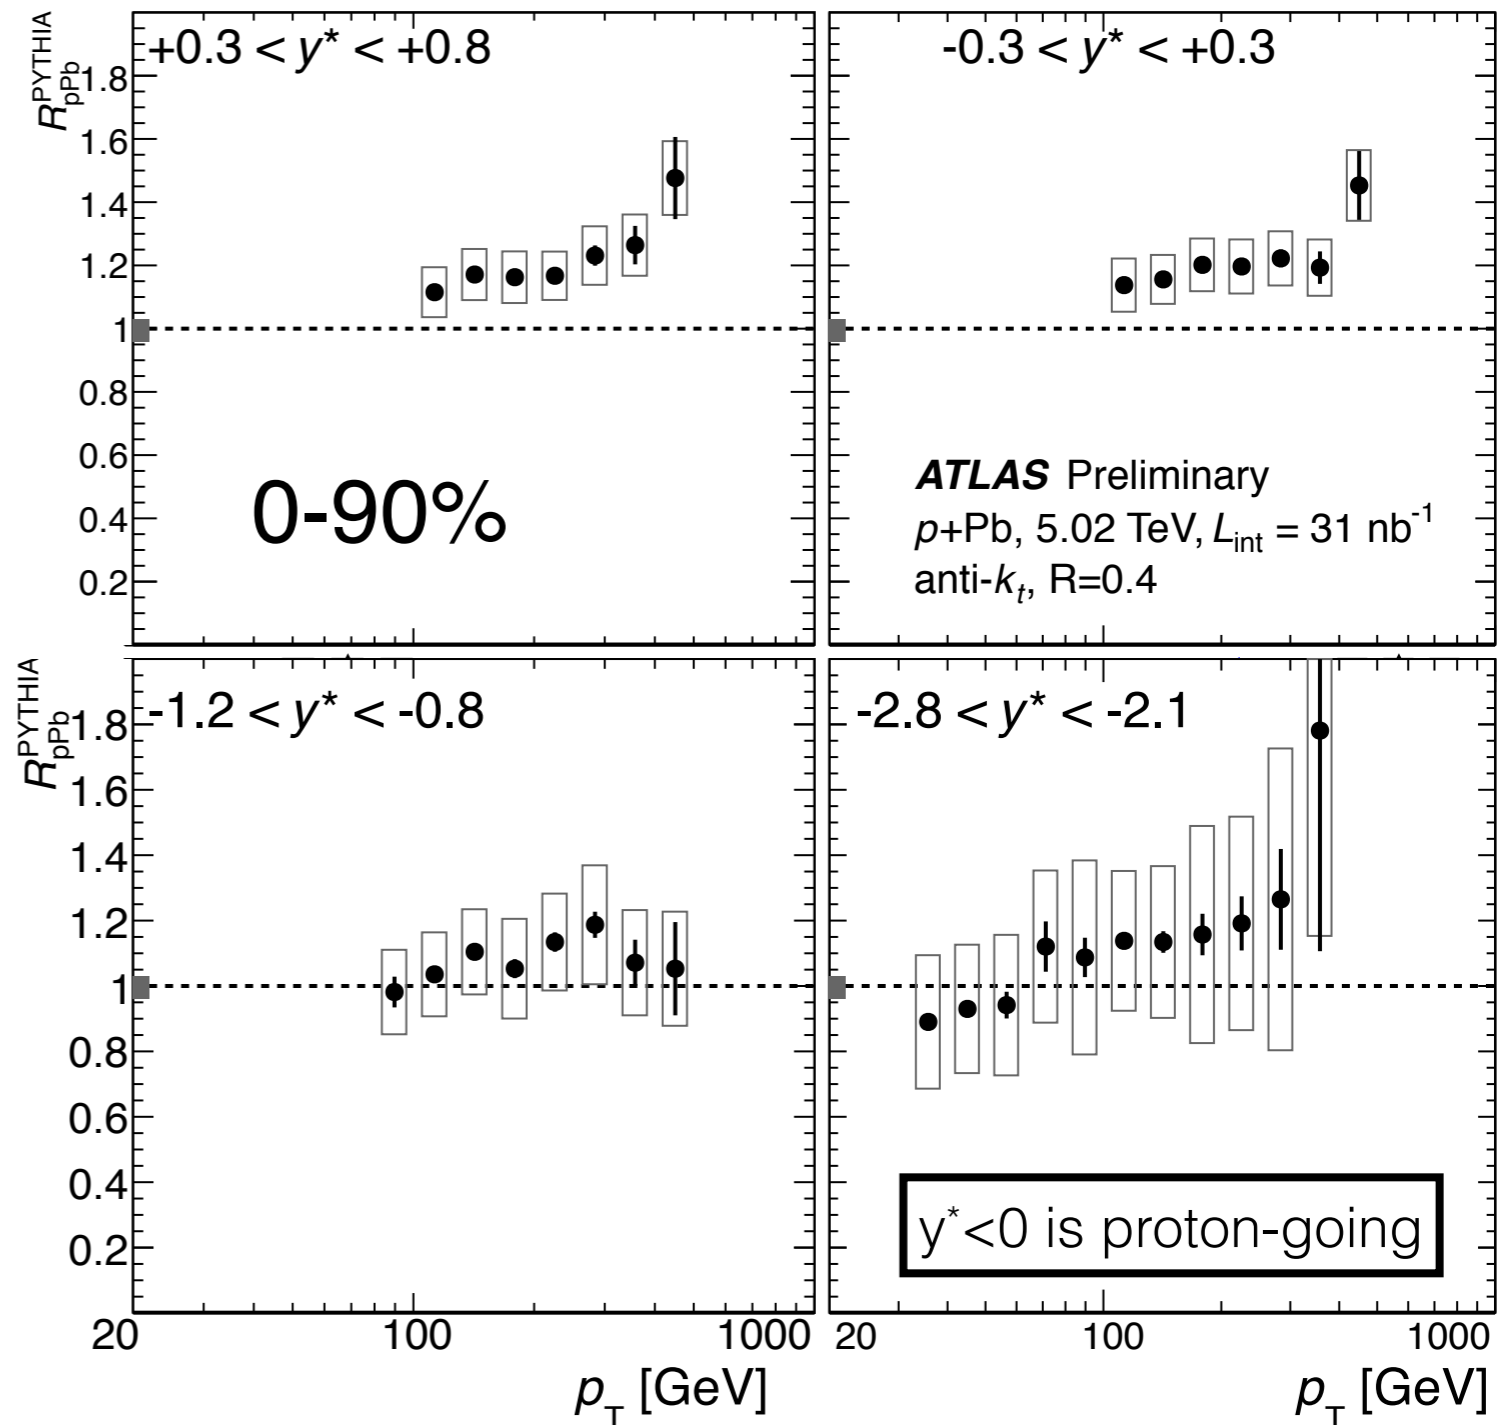 +0.3 < y* < +0.8
-0.3 < y* < +0.3
R_pPb^PYTHIA
1.8
1.6
1.4
1.2
1
0.8
0.6
0.4
0.2
0-90%
ATLAS Preliminary
p+Pb, 5.02 TeV, L_int = 31 nb^-1
anti-k_t, R=0.4
-1.2 < y* < -0.8
-2.8 < y* < -2.1
R_pPb^PYTHIA
1.8
1.6
1.4
1.2
1
0.8
0.6
0.4
0.2
y*<0 is proton-going
20 100 1000
20 100 1000
p_T [GeV]
p_T [GeV]